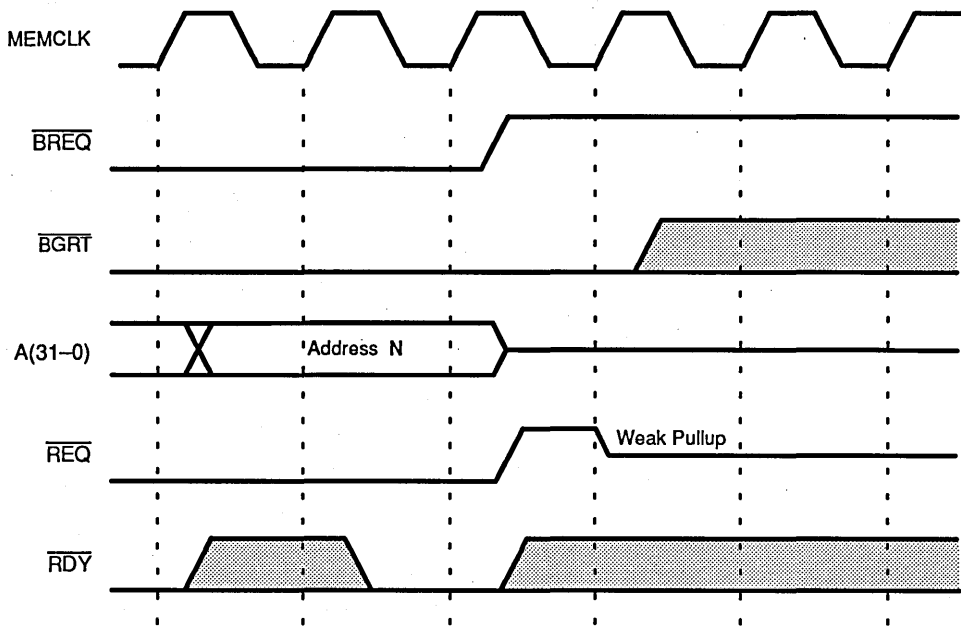 MEMCLK
BREQ
BGRT
A(31–0)
Address N
REQ
Weak Pullup
RDY